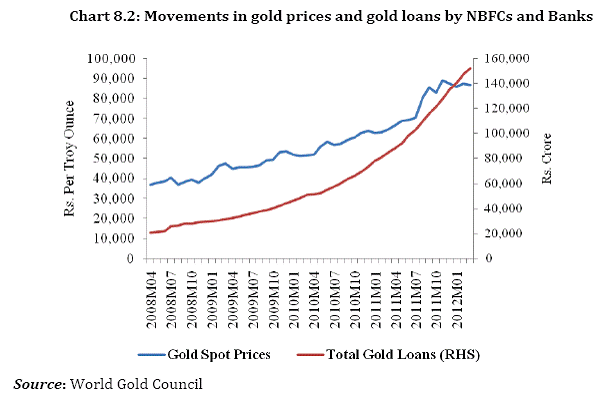 Chart 8.2: Movements in gold prices and gold loans by NBFCs and Banks
Rs. Per Troy Ounce
100,000
90,000
80,000
70,000
60,000
50,000
40,000
30,000
20,000
10,000
0
160,000
140,000
120,000
100,000
80,000
60,000
40,000
20,000
0
Rs. Crore
2008M04
2008M07
2008M10
2009M01
2009M04
2009M07
2009M10
2010M01
2010M04
2010M07
2010M10
2011M01
2011M04
2011M07
2011M10
2012M01
Gold Spot Prices
Total Gold Loans (RHS)
Source: World Gold Council